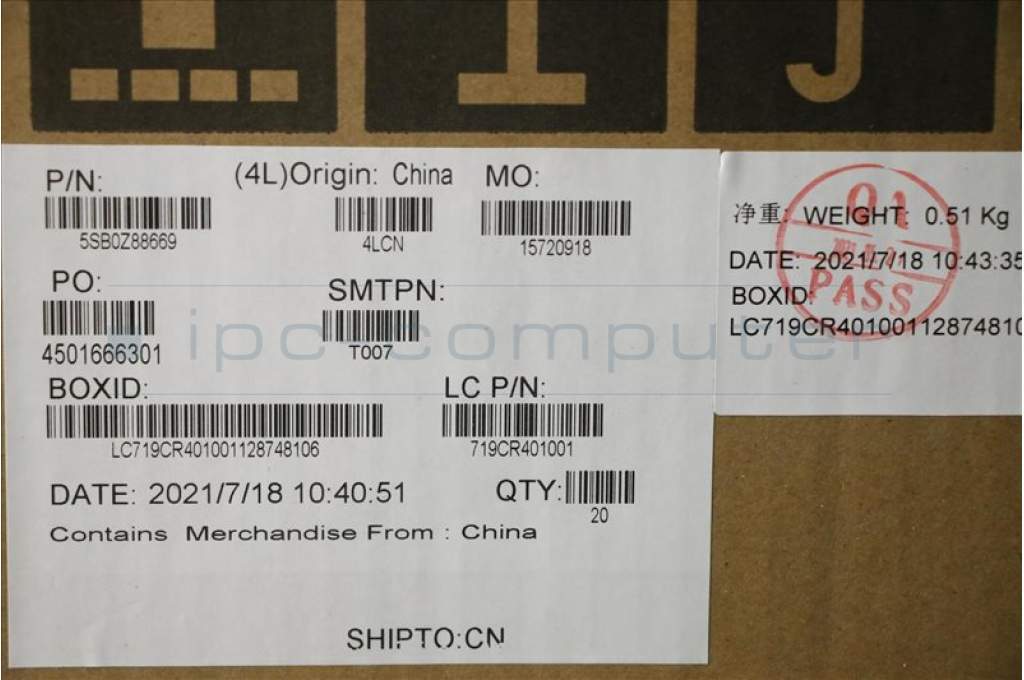 P/N: (4L)Origin: China MO:
5SB0Z88669 4LCN 15720918
PO: SMTPN:
4501666301 T007
BOXID: LC P/N:
LC719CR401001128748106 719CR401001
DATE: 2021/7/18 10:40:51 QTY:
20
Contains Merchandise From : China
SHIPTO:CN
净重: WEIGHT: 0.51 Kg
DATE: 2021/7/18 10:43:35
BOXID:
LC719CR40100112874810
01
PASS
ipc-computer